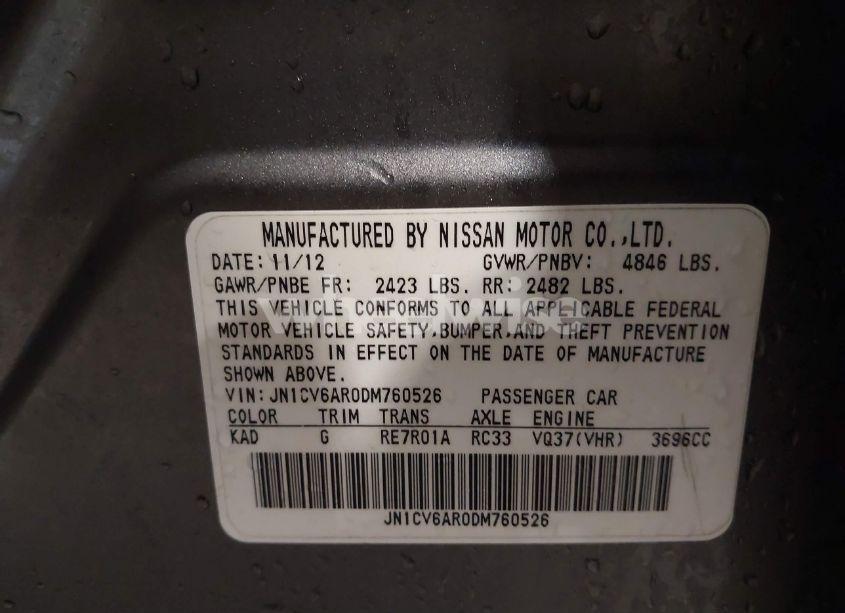 MANUFACTURED BY NISSAN MOTOR CO.,LTD.
DATE: 11/12 GVWR/PNBV: 4846 LBS.
GAWR/PNBE FR: 2423 LBS. RR: 2482 LBS.
THIS VEHICLE CONFORMS TO ALL APPLICABLE FEDERAL
MOTOR VEHICLE SAFETY,BUMPER,AND THEFT PREVENTION
STANDARDS IN EFFECT ON THE DATE OF MANUFACTURE
SHOWN ABOVE.
VIN: JN1CV6AR0DM760526 PASSENGER CAR
COLOR TRIM TRANS AXLE ENGINE
KAD G RE7R01A RC33 VQ37(VHR) 3696CC
JN1CV6AR0DM760526